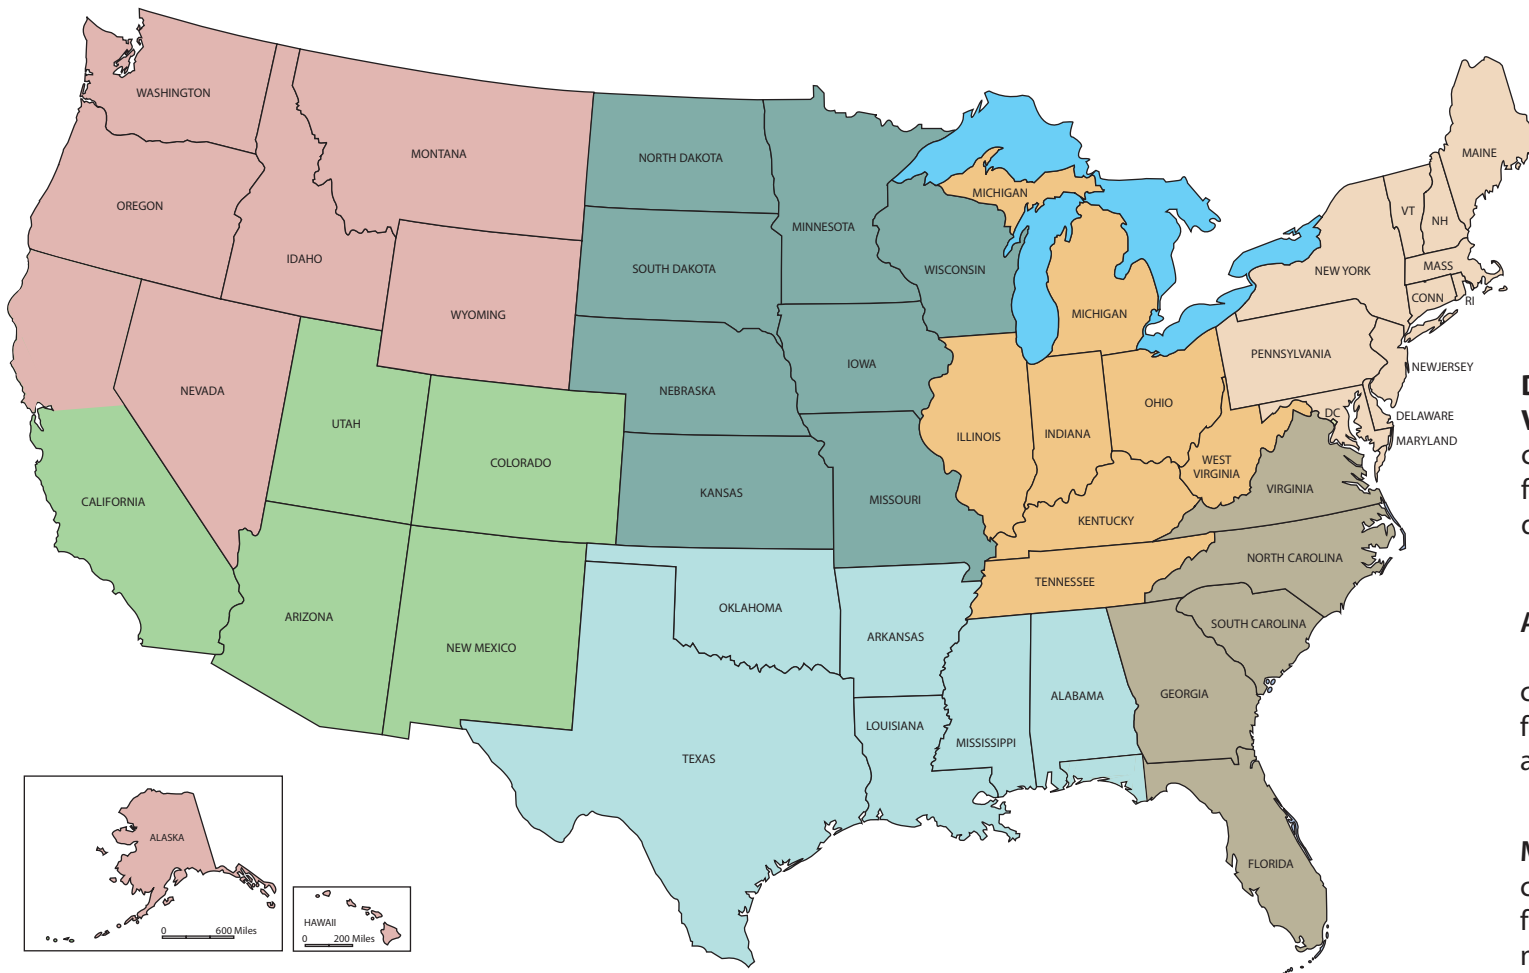 WASHINGTON
MONTANA
NORTH DAKOTA
MINNESOTA
MICHIGAN
MAINE
VT
NH
OREGON
IDAHO
SOUTH DAKOTA
WISCONSIN
NEW YORK
MASS
CONN
RI
WYOMING
MICHIGAN
PENNSYLVANIA
NEWJERSEY
NEVADA
NEBRASKA
IOWA
UTAH
COLORADO
ILLINOIS
INDIANA
OHIO
DC
DELAWARE
MARYLAND
CALIFORNIA
KANSAS
MISSOURI
WEST
VIRGINIA
VIRGINIA
KENTUCKY
NORTH CAROLINA
TENNESSEE
ARIZONA
NEW MEXICO
OKLAHOMA
ARKANSAS
SOUTH CAROLINA
TEXAS
LOUISIANA
MISSISSIPPI
ALABAMA
GEORGIA
FLORIDA
ALASKA
0 600 Miles
HAWAII
0 200 Miles